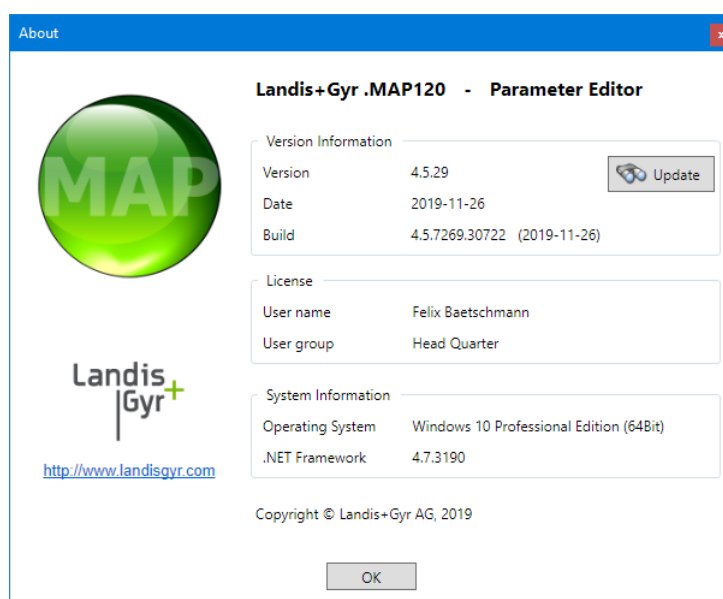 About
x
Landis+Gyr .MAP120 - Parameter Editor
MAP
Version Information
Version 4.5.29
Update
Date 2019-11-26
Build 4.5.7269.30722 (2019-11-26)
License
User name Felix Baetschmann
User group Head Quarter
Landis+
Gyr
System Information
Operating System Windows 10 Professional Edition (64Bit)
.NET Framework 4.7.3190
http://www.landisgyr.com
Copyright © Landis+Gyr AG, 2019
OK